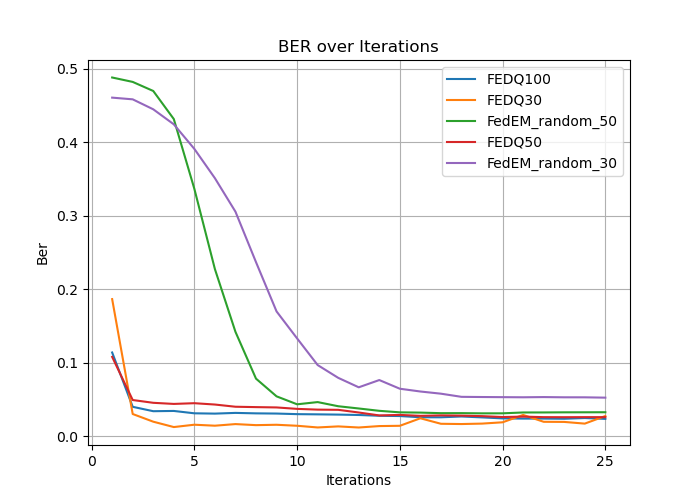 BER over Iterations
0.5
0.4
0.3
0.2
0.1
0.0
Ber
FEDQ100
FEDQ30
FedEM_random_50
FEDQ50
FedEM_random_30
0 5 10 15 20 25
Iterations